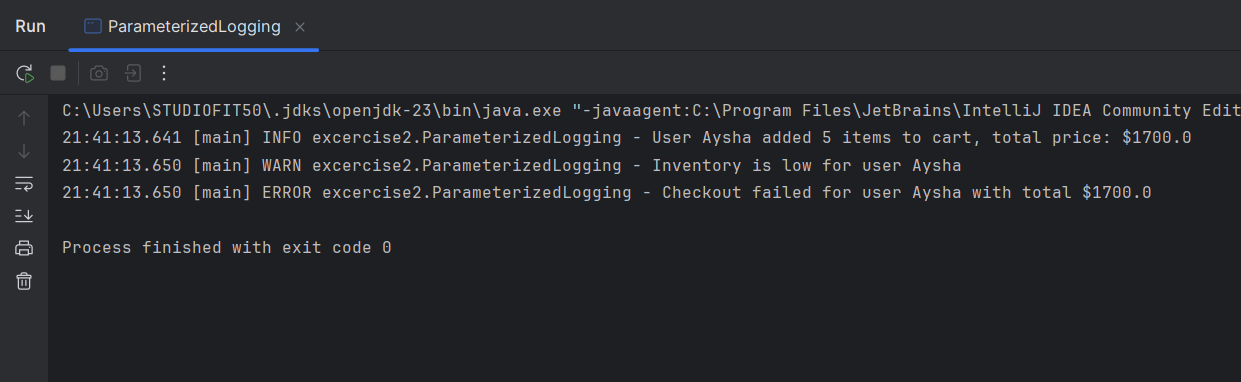 Run ParameterizedLogging
C:\Users\STUDIOFIT50\.jdks\openjdk-23\bin\java.exe "-javaagent:C:\Program Files\JetBrains\IntelliJ IDEA Community Edit
21:41:13.641 [main] INFO excercise2.ParameterizedLogging - User Aysha added 5 items to cart, total price: $1700.0
21:41:13.650 [main] WARN excercise2.ParameterizedLogging - Inventory is low for user Aysha
21:41:13.650 [main] ERROR excercise2.ParameterizedLogging - Checkout failed for user Aysha with total $1700.0
Process finished with exit code 0